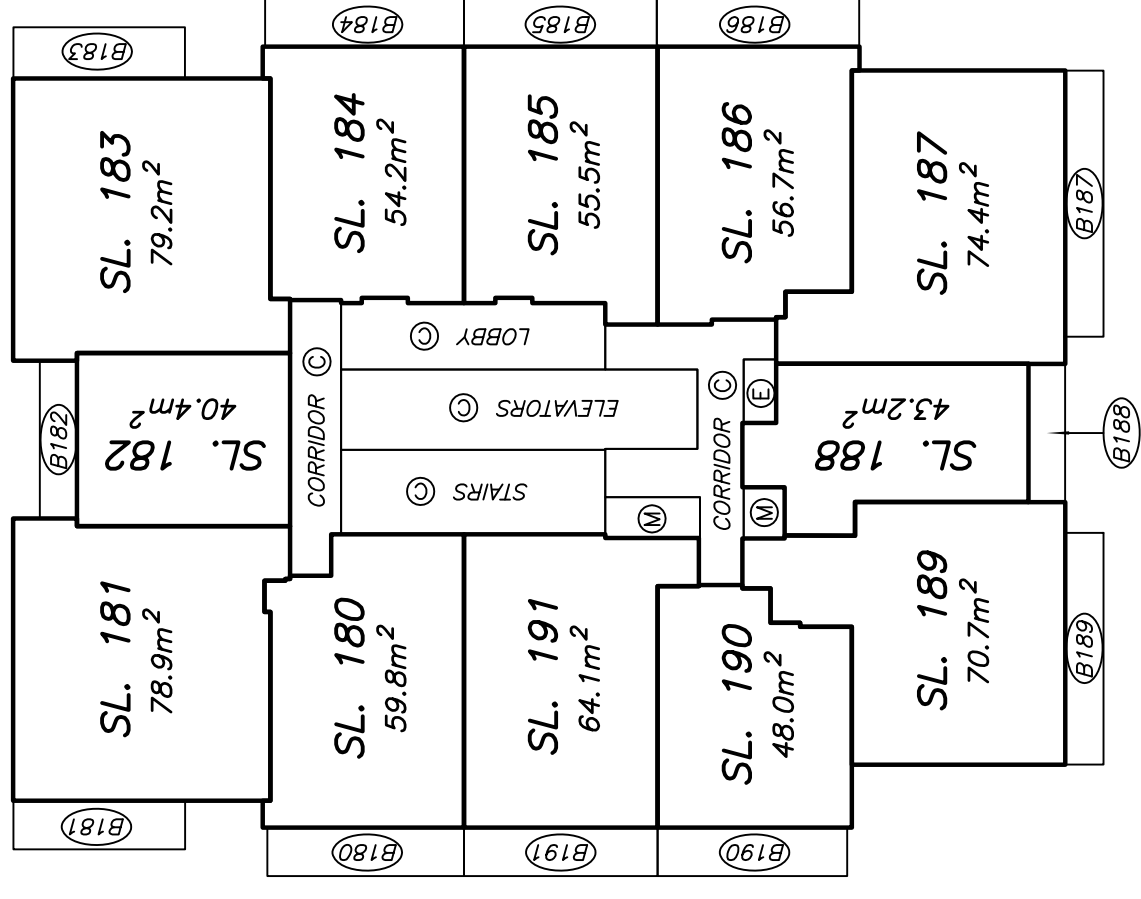 B183
B184
B185
B186
SL. 183
79.2m²
SL. 184
54.2m²
SL. 185
55.5m²
SL. 186
56.7m²
SL. 187
74.4m²
B187
LOBBY C
CORRIDOR C
ELEVATORS C
STAIRS C
CORRIDOR C
E
M
M
B182
SL. 182
40.4m²
SL. 188
43.2m²
B188
SL. 181
78.9m²
SL. 180
59.8m²
SL. 191
64.1m²
SL. 190
48.0m²
SL. 189
70.7m²
B189
B181
B180
B191
B190